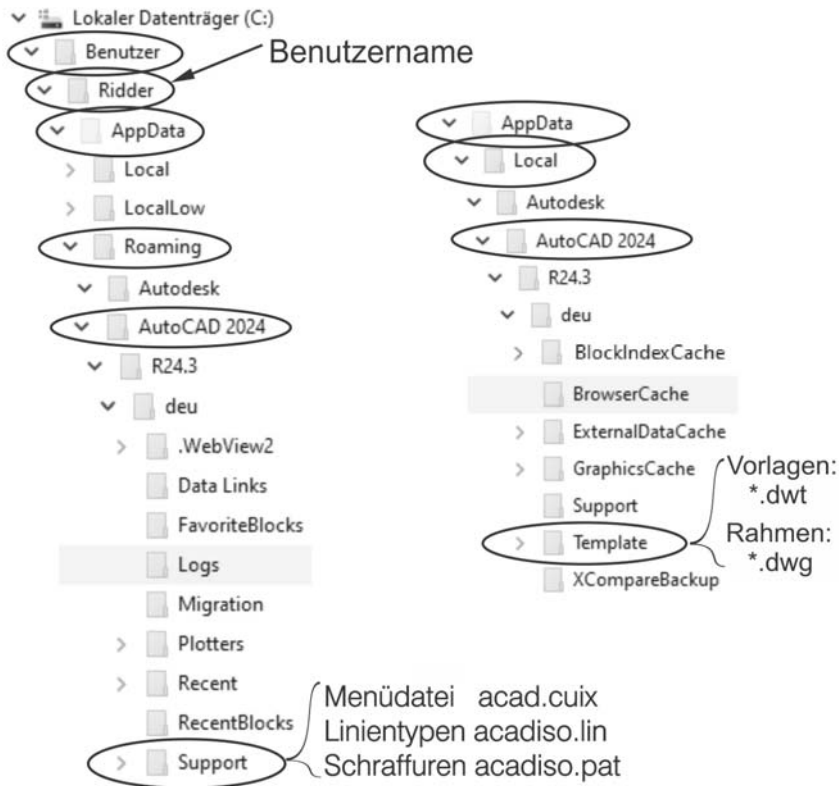 Lokaler Datenträger (C:)
Benutzer
Benutzername
Ridder
AppData
Local
LocalLow
Roaming
Autodesk
AutoCAD 2024
R24.3
deu
.WebView2
Data Links
FavoriteBlocks
Logs
Migration
Plotters
Recent
RecentBlocks
Support
Menüdatei acad.cuix
Linientypen acadiso.lin
Schraffuren acadiso.pat
AppData
Local
Autodesk
AutoCAD 2024
R24.3
deu
BlockIndexCache
BrowserCache
ExternalDataCache
GraphicsCache
Support
Template
XCompareBackup
Vorlagen:
*.dwt
Rahmen:
*.dwg